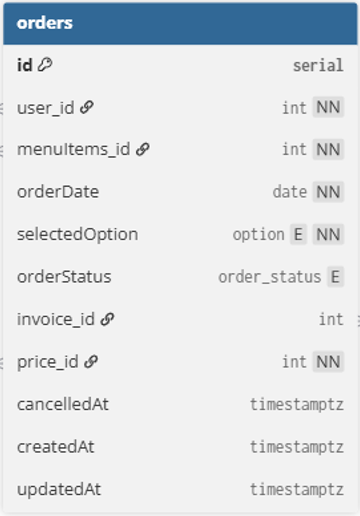 orders
id serial
user_id int NN
menuItems_id int NN
orderDate date NN
selectedOption option E NN
orderStatus order_status E
invoice_id int
price_id int NN
cancelledAt timestamptz
createdAt timestamptz
updatedAt timestamptz